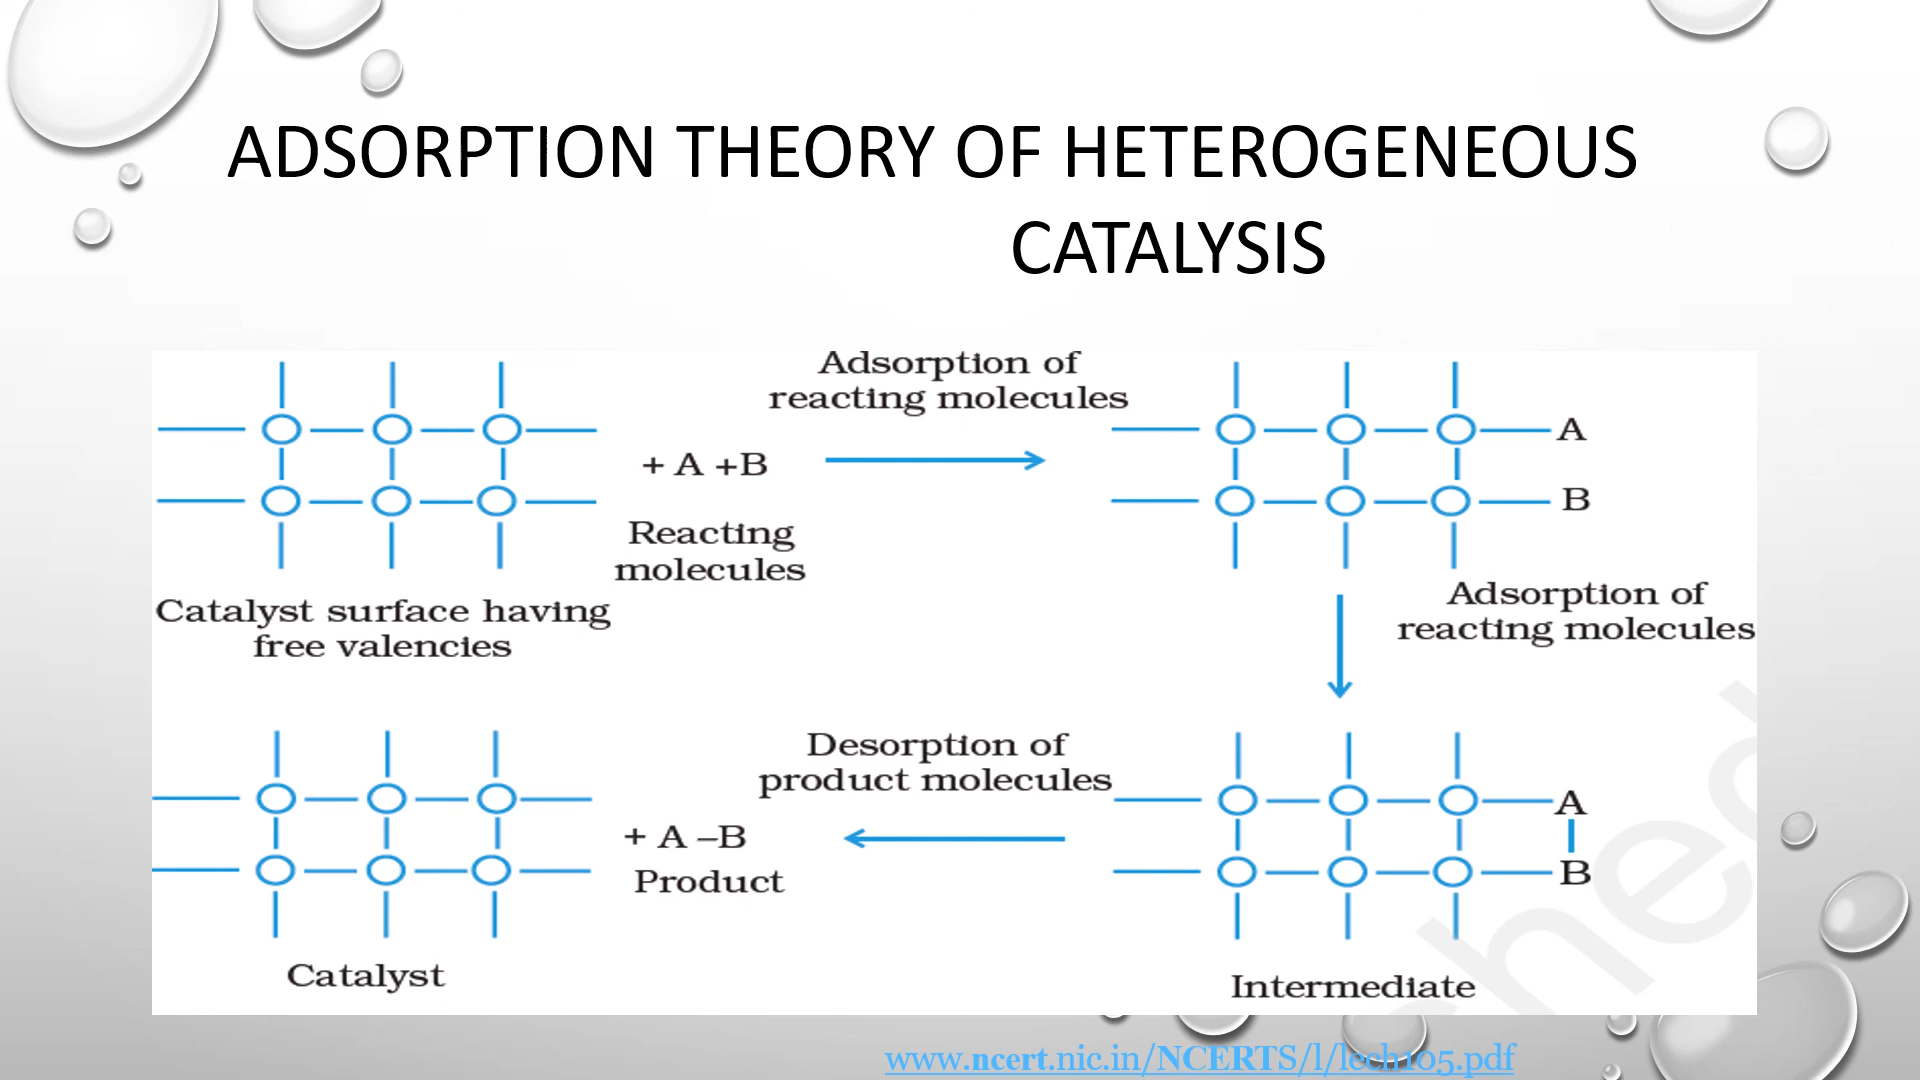 ADSORPTION THEORY OF HETEROGENEOUS
CATALYSIS
Adsorption of
reacting molecules
+ A +B
Reacting
molecules
Catalyst surface having
free valencies
A
B
Adsorption of
reacting molecules
Desorption of
product molecules
+ A –B
Product
Catalyst
A
B
Intermediate
www.ncert.nic.in/NCERTS/l/lech105.pdf